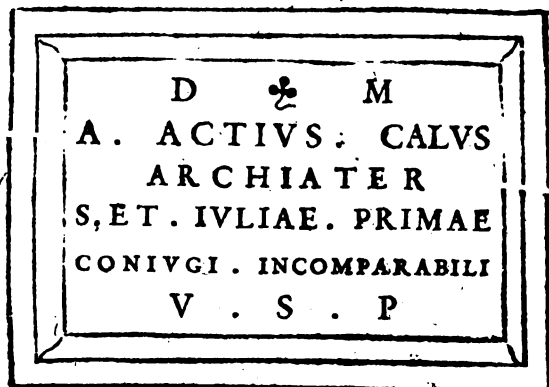 D ☙ M
A. ACTIVS. CALVS
ARCHIATER
S, ET. IVLIAE. PRIMAE
CONIVGI. INCOMPARABILI
V. S. P